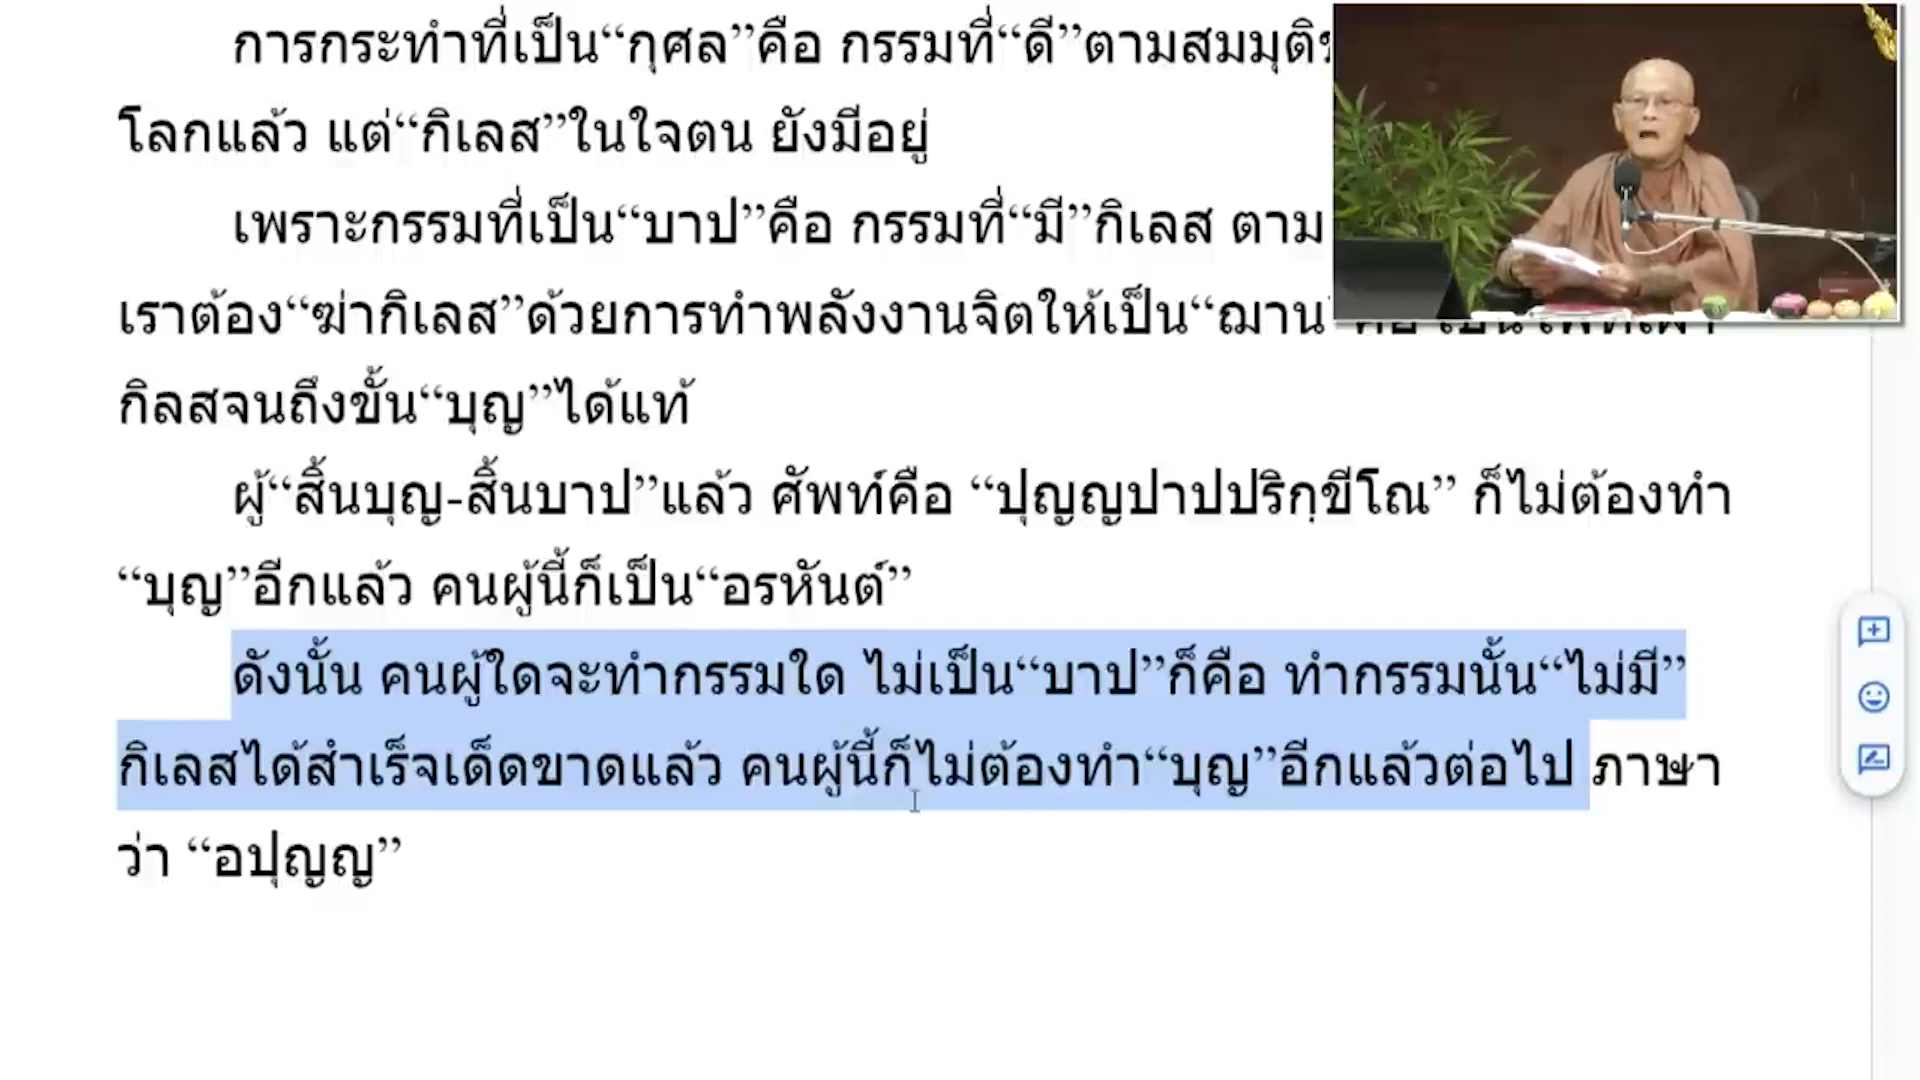 การกระทำที่เป็น“กุศล”คือ กรรมที่“ดี”ตามสมมุติ
โลกแล้ว แต่“กิเลส”ในใจตน ยังมีอยู่
เพราะกรรมที่เป็น“บาป”คือ กรรมที่“มี”กิเลส ตาม
เราต้อง“ฆ่ากิเลส”ด้วยการทำพลังงานจิตให้เป็น“ฌาน”
กิลสจนถึงขั้น“บุญ”ได้แท้
ผู้“สิ้นบุญ-สิ้นบาป”แล้ว ศัพท์คือ “ปุญญปาปปริกฺขีโณ” ก็ไม่ต้องทำ
“บุญ”อีกแล้ว คนผู้นี้ก็เป็น“อรหันต์”
ดังนั้น คนผู้ใดจะทำกรรมใด ไม่เป็น“บาป”ก็คือ ทำกรรมนั้น“ไม่มี”
กิเลสได้สำเร็จเด็ดขาดแล้ว คนผู้นี้ก็ไม่ต้องทำ“บุญ”อีกแล้วต่อไป ภาษา
ว่า “อปุญญ”